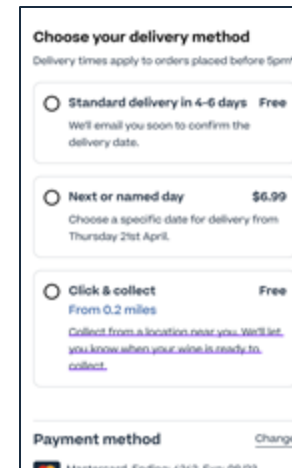 Choose your delivery method
Delivery times apply to orders placed before 5pm*
Standard delivery in 4-6 days Free
We'll email you soon to confirm the
delivery date.
Next or named day $6.99
Choose a specific date for delivery from
Thursday 21st April.
Click & collect Free
From 0.2 miles
Collect from a location near you. We'll let
you know when your wine is ready to
collect.
Payment method Change
Mastercard